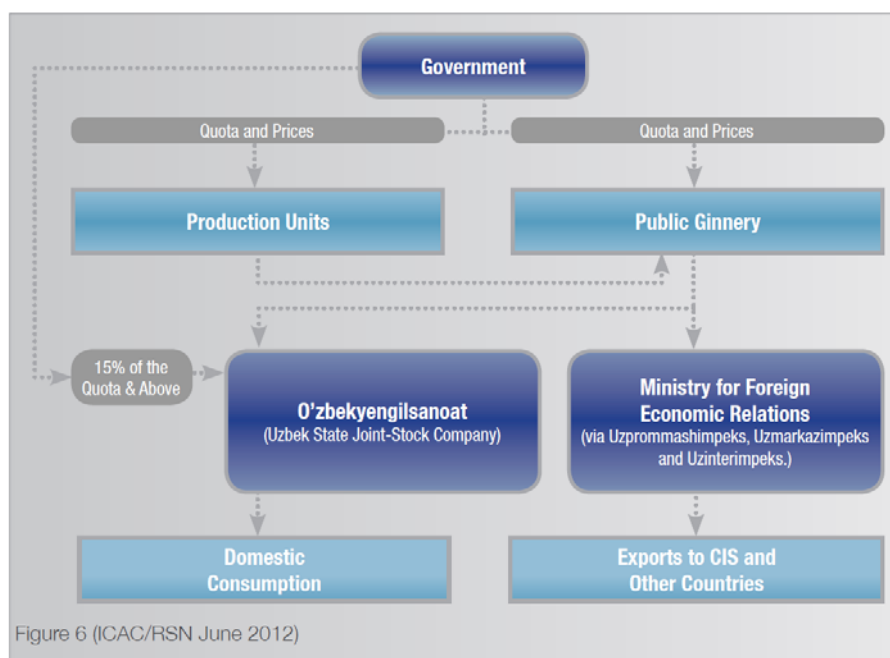 Government
Quota and Prices
Quota and Prices
Production Units
Public Ginnery
15% of the
Quota & Above
O'zbekyengilsanoat
(Uzbek State Joint-Stock Company)
Ministry for Foreign
Economic Relations
(via Uzprommashimpeks, Uzmarkazimpeks
and Uzinterimpeks.)
Domestic
Consumption
Exports to CIS and
Other Countries
Figure 6 (ICAC/RSN June 2012)